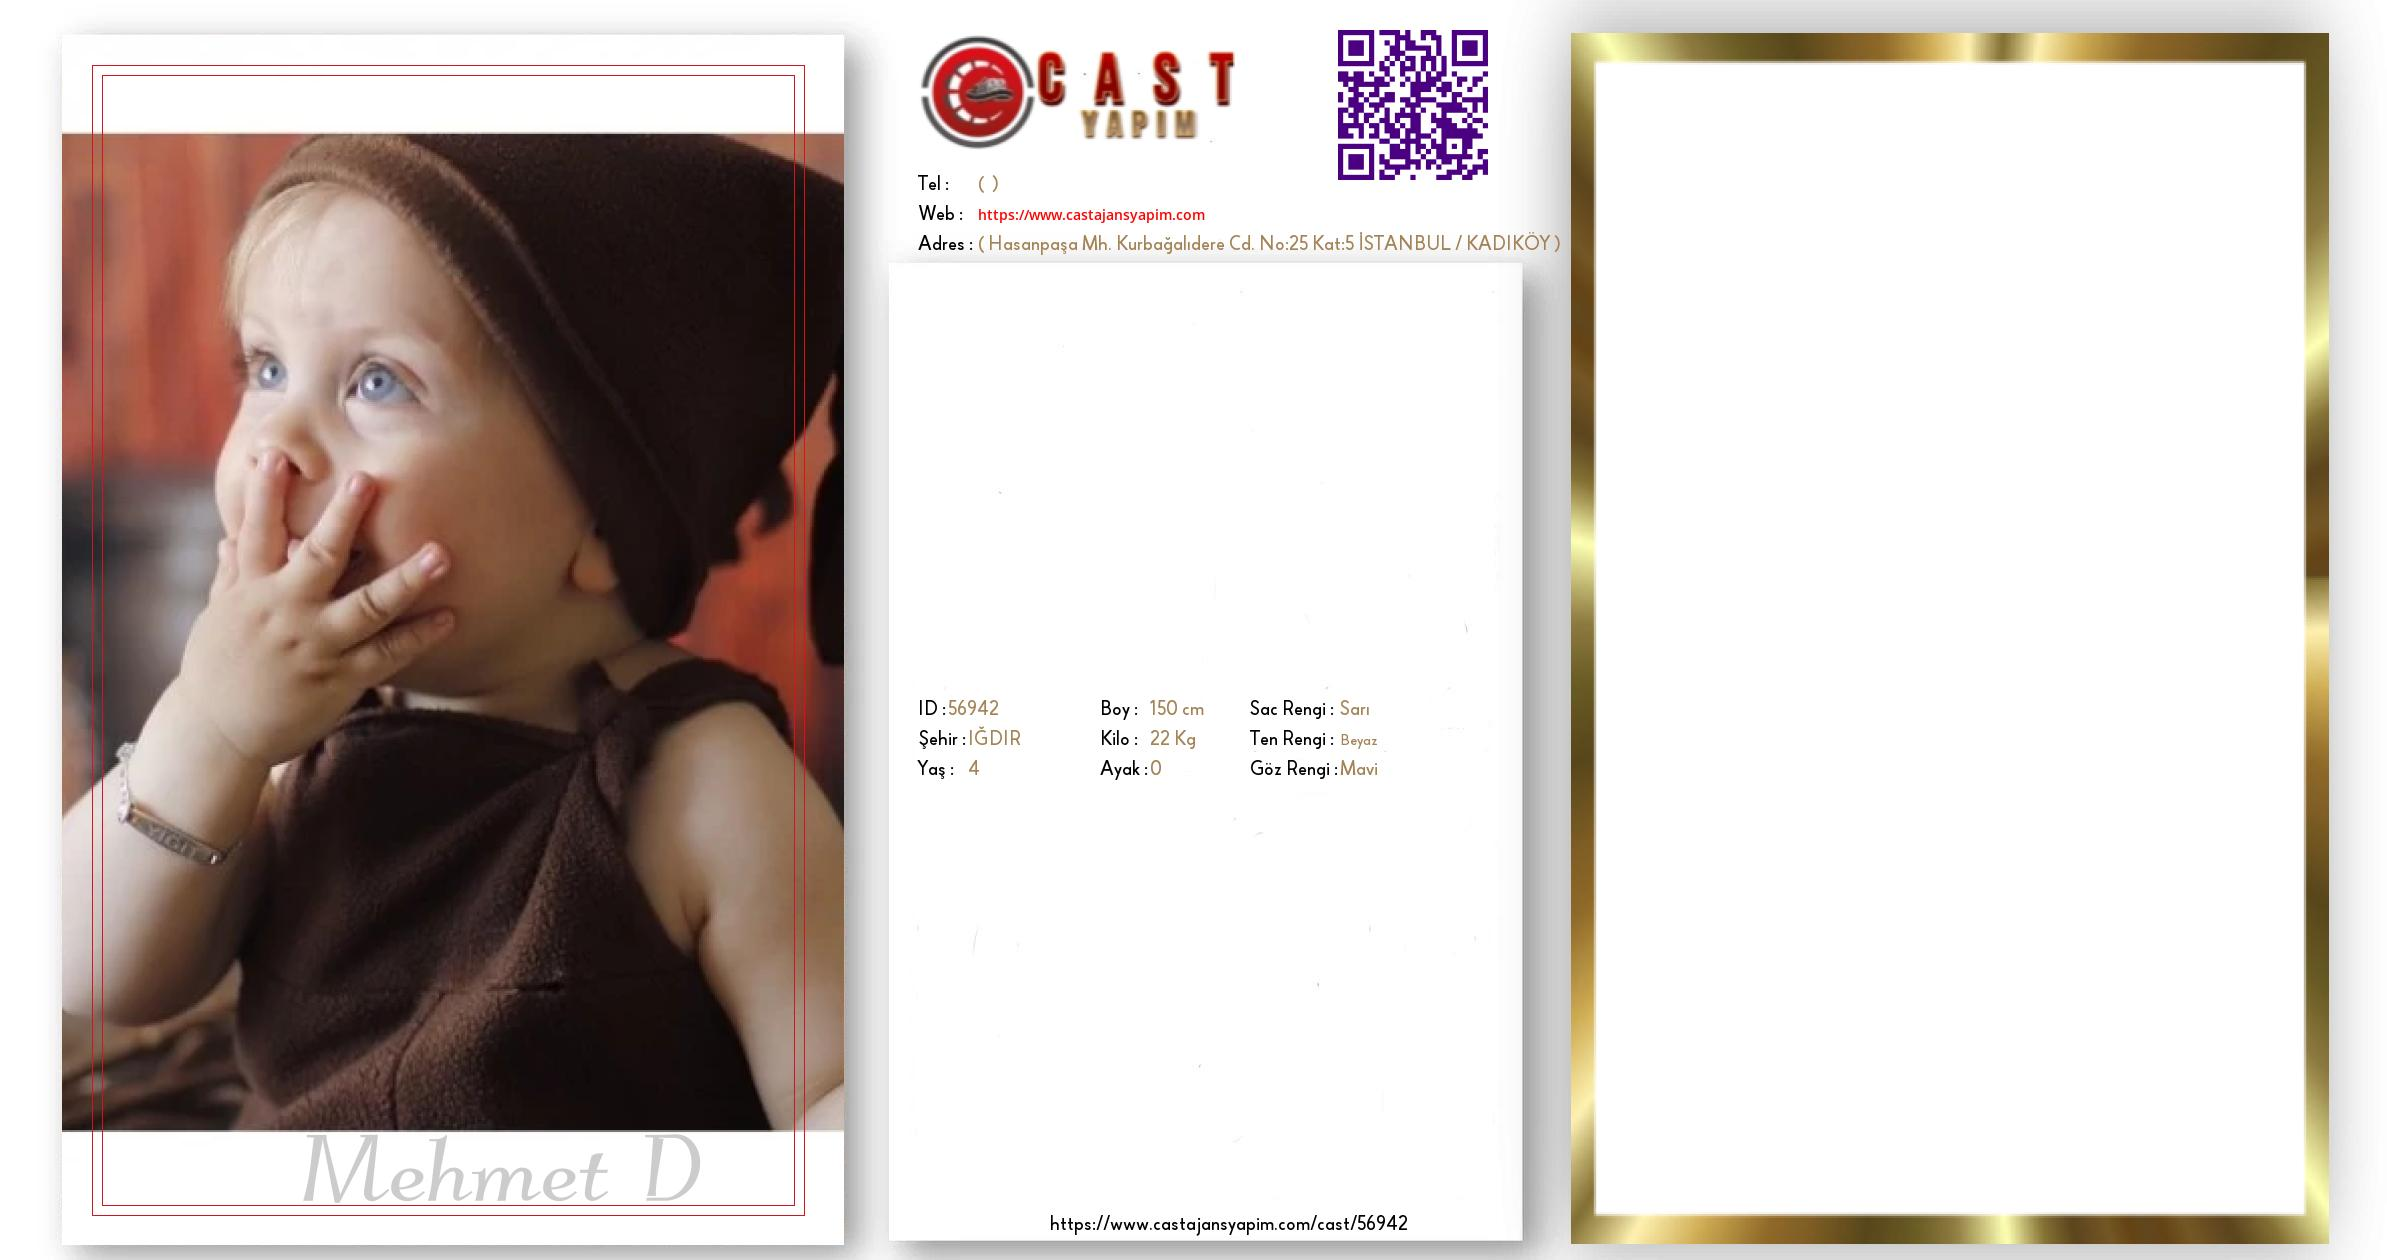 Mehmet D
CAST
YAPIM
Tel : ( )
Web : https://www.castajansyapim.com
Adres : ( Hasanpaşa Mh. Kurbağalıdere Cd. No:25 Kat:5 İSTANBUL / KADIKÖY )
ID : 56942 Boy : 150 cm Sac Rengi : Sarı
Şehir : IĞDIR Kilo : 22 Kg Ten Rengi : Beyaz
Yaş : 4 Ayak : 0 Göz Rengi : Mavi
https://www.castajansyapim.com/cast/56942